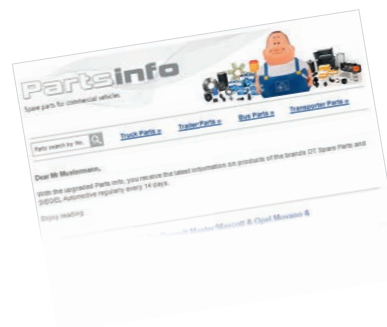 Partsinfo
Spare parts for commercial vehicles.
Parts search by No.
Truck Parts »
Trailer Parts »
Bus Parts »
Transporter Parts »
Dear Mr Mustermann,
With the upgraded Parts info, you receive the latest information on products of the brands DT Spare Parts and
SIEGEL Automotive regularly every 14 days.
Enjoy reading
Renault Master/Mascott & Opel Movano &